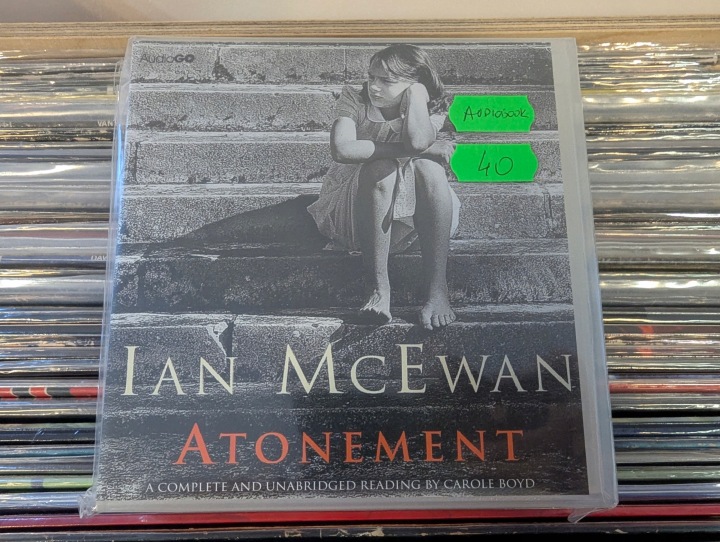 AudioGO
AUDIOBOOK
40
IAN MCEWAN
ATONEMENT
A COMPLETE AND UNABRIDGED READING BY CAROLE BOYD